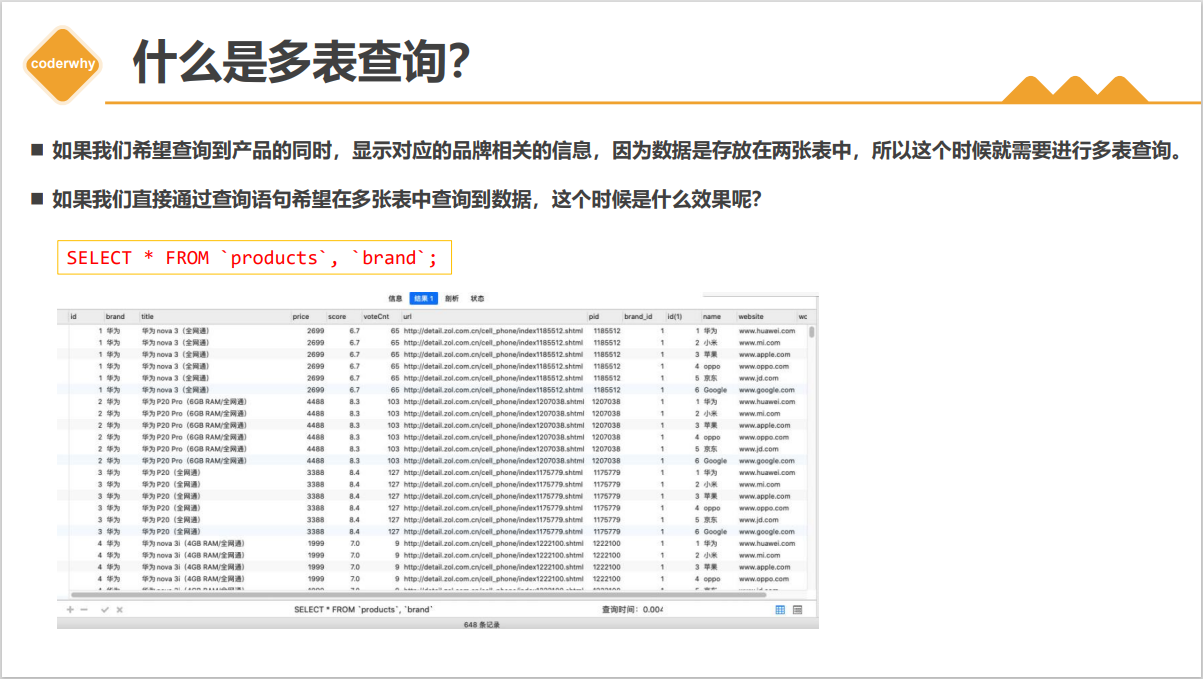 coderwhy
什么是多表查询？
■ 如果我们希望查询到产品的同时，显示对应的品牌相关的信息，因为数据是存放在两张表中，所以这个时候就需要进行多表查询。
■ 如果我们直接通过查询语句希望在多张表中查询到数据，这个时候是什么效果呢？
SELECT * FROM `products`, `brand`;
信息 结果 1 剖析 状态
id brand title price score voteCnt url pid brand_id id(1) name website wc
1 华为 华为 nova 3（全网通） 2699 6.7 65 http://detail.zol.com.cn/cell_phone/index1185512.shtml 1185512 1 1 华为 www.huawei.com
1 华为 华为 nova 3（全网通） 2699 6.7 65 http://detail.zol.com.cn/cell_phone/index1185512.shtml 1185512 1 2 小米 www.mi.com
1 华为 华为 nova 3（全网通） 2699 6.7 65 http://detail.zol.com.cn/cell_phone/index1185512.shtml 1185512 1 3 苹果 www.apple.com
1 华为 华为 nova 3（全网通） 2699 6.7 65 http://detail.zol.com.cn/cell_phone/index1185512.shtml 1185512 1 4 oppo www.oppo.com
1 华为 华为 nova 3（全网通） 2699 6.7 65 http://detail.zol.com.cn/cell_phone/index1185512.shtml 1185512 1 5 京东 www.jd.com
1 华为 华为 nova 3（全网通） 2699 6.7 65 http://detail.zol.com.cn/cell_phone/index1185512.shtml 1185512 1 6 Google www.google.com
2 华为 华为 P20 Pro（6GB RAM/全网通） 4488 8.3 103 http://detail.zol.com.cn/cell_phone/index1207038.shtml 1207038 1 1 华为 www.huawei.com
2 华为 华为 P20 Pro（6GB RAM/全网通） 4488 8.3 103 http://detail.zol.com.cn/cell_phone/index1207038.shtml 1207038 1 2 小米 www.mi.com
2 华为 华为 P20 Pro（6GB RAM/全网通） 4488 8.3 103 http://detail.zol.com.cn/cell_phone/index1207038.shtml 1207038 1 3 苹果 www.apple.com
2 华为 华为 P20 Pro（6GB RAM/全网通） 4488 8.3 103 http://detail.zol.com.cn/cell_phone/index1207038.shtml 1207038 1 4 oppo www.oppo.com
2 华为 华为 P20 Pro（6GB RAM/全网通） 4488 8.3 103 http://detail.zol.com.cn/cell_phone/index1207038.shtml 1207038 1 5 京东 www.jd.com
2 华为 华为 P20 Pro（6GB RAM/全网通） 4488 8.3 103 http://detail.zol.com.cn/cell_phone/index1207038.shtml 1207038 1 6 Google www.google.com
3 华为 华为 P20（全网通） 3388 8.4 127 http://detail.zol.com.cn/cell_phone/index1175779.shtml 1175779 1 1 华为 www.huawei.com
3 华为 华为 P20（全网通） 3388 8.4 127 http://detail.zol.com.cn/cell_phone/index1175779.shtml 1175779 1 2 小米 www.mi.com
3 华为 华为 P20（全网通） 3388 8.4 127 http://detail.zol.com.cn/cell_phone/index1175779.shtml 1175779 1 3 苹果 www.apple.com
3 华为 华为 P20（全网通） 3388 8.4 127 http://detail.zol.com.cn/cell_phone/index1175779.shtml 1175779 1 4 oppo www.oppo.com
3 华为 华为 P20（全网通） 3388 8.4 127 http://detail.zol.com.cn/cell_phone/index1175779.shtml 1175779 1 5 京东 www.jd.com
3 华为 华为 P20（全网通） 3388 8.4 127 http://detail.zol.com.cn/cell_phone/index1175779.shtml 1175779 1 6 Google www.google.com
4 华为 华为 nova 3i（4GB RAM/全网通） 1999 7.0 9 http://detail.zol.com.cn/cell_phone/index1222100.shtml 1222100 1 1 华为 www.huawei.com
4 华为 华为 nova 3i（4GB RAM/全网通） 1999 7.0 9 http://detail.zol.com.cn/cell_phone/index1222100.shtml 1222100 1 2 小米 www.mi.com
4 华为 华为 nova 3i（4GB RAM/全网通） 1999 7.0 9 http://detail.zol.com.cn/cell_phone/index1222100.shtml 1222100 1 3 苹果 www.apple.com
4 华为 华为 nova 3i（4GB RAM/全网通） 1999 7.0 9 http://detail.zol.com.cn/cell_phone/index1222100.shtml 1222100 1 4 oppo www.oppo.com
SELECT * FROM `products`, `brand` 查询时间：0.004
648 条记录